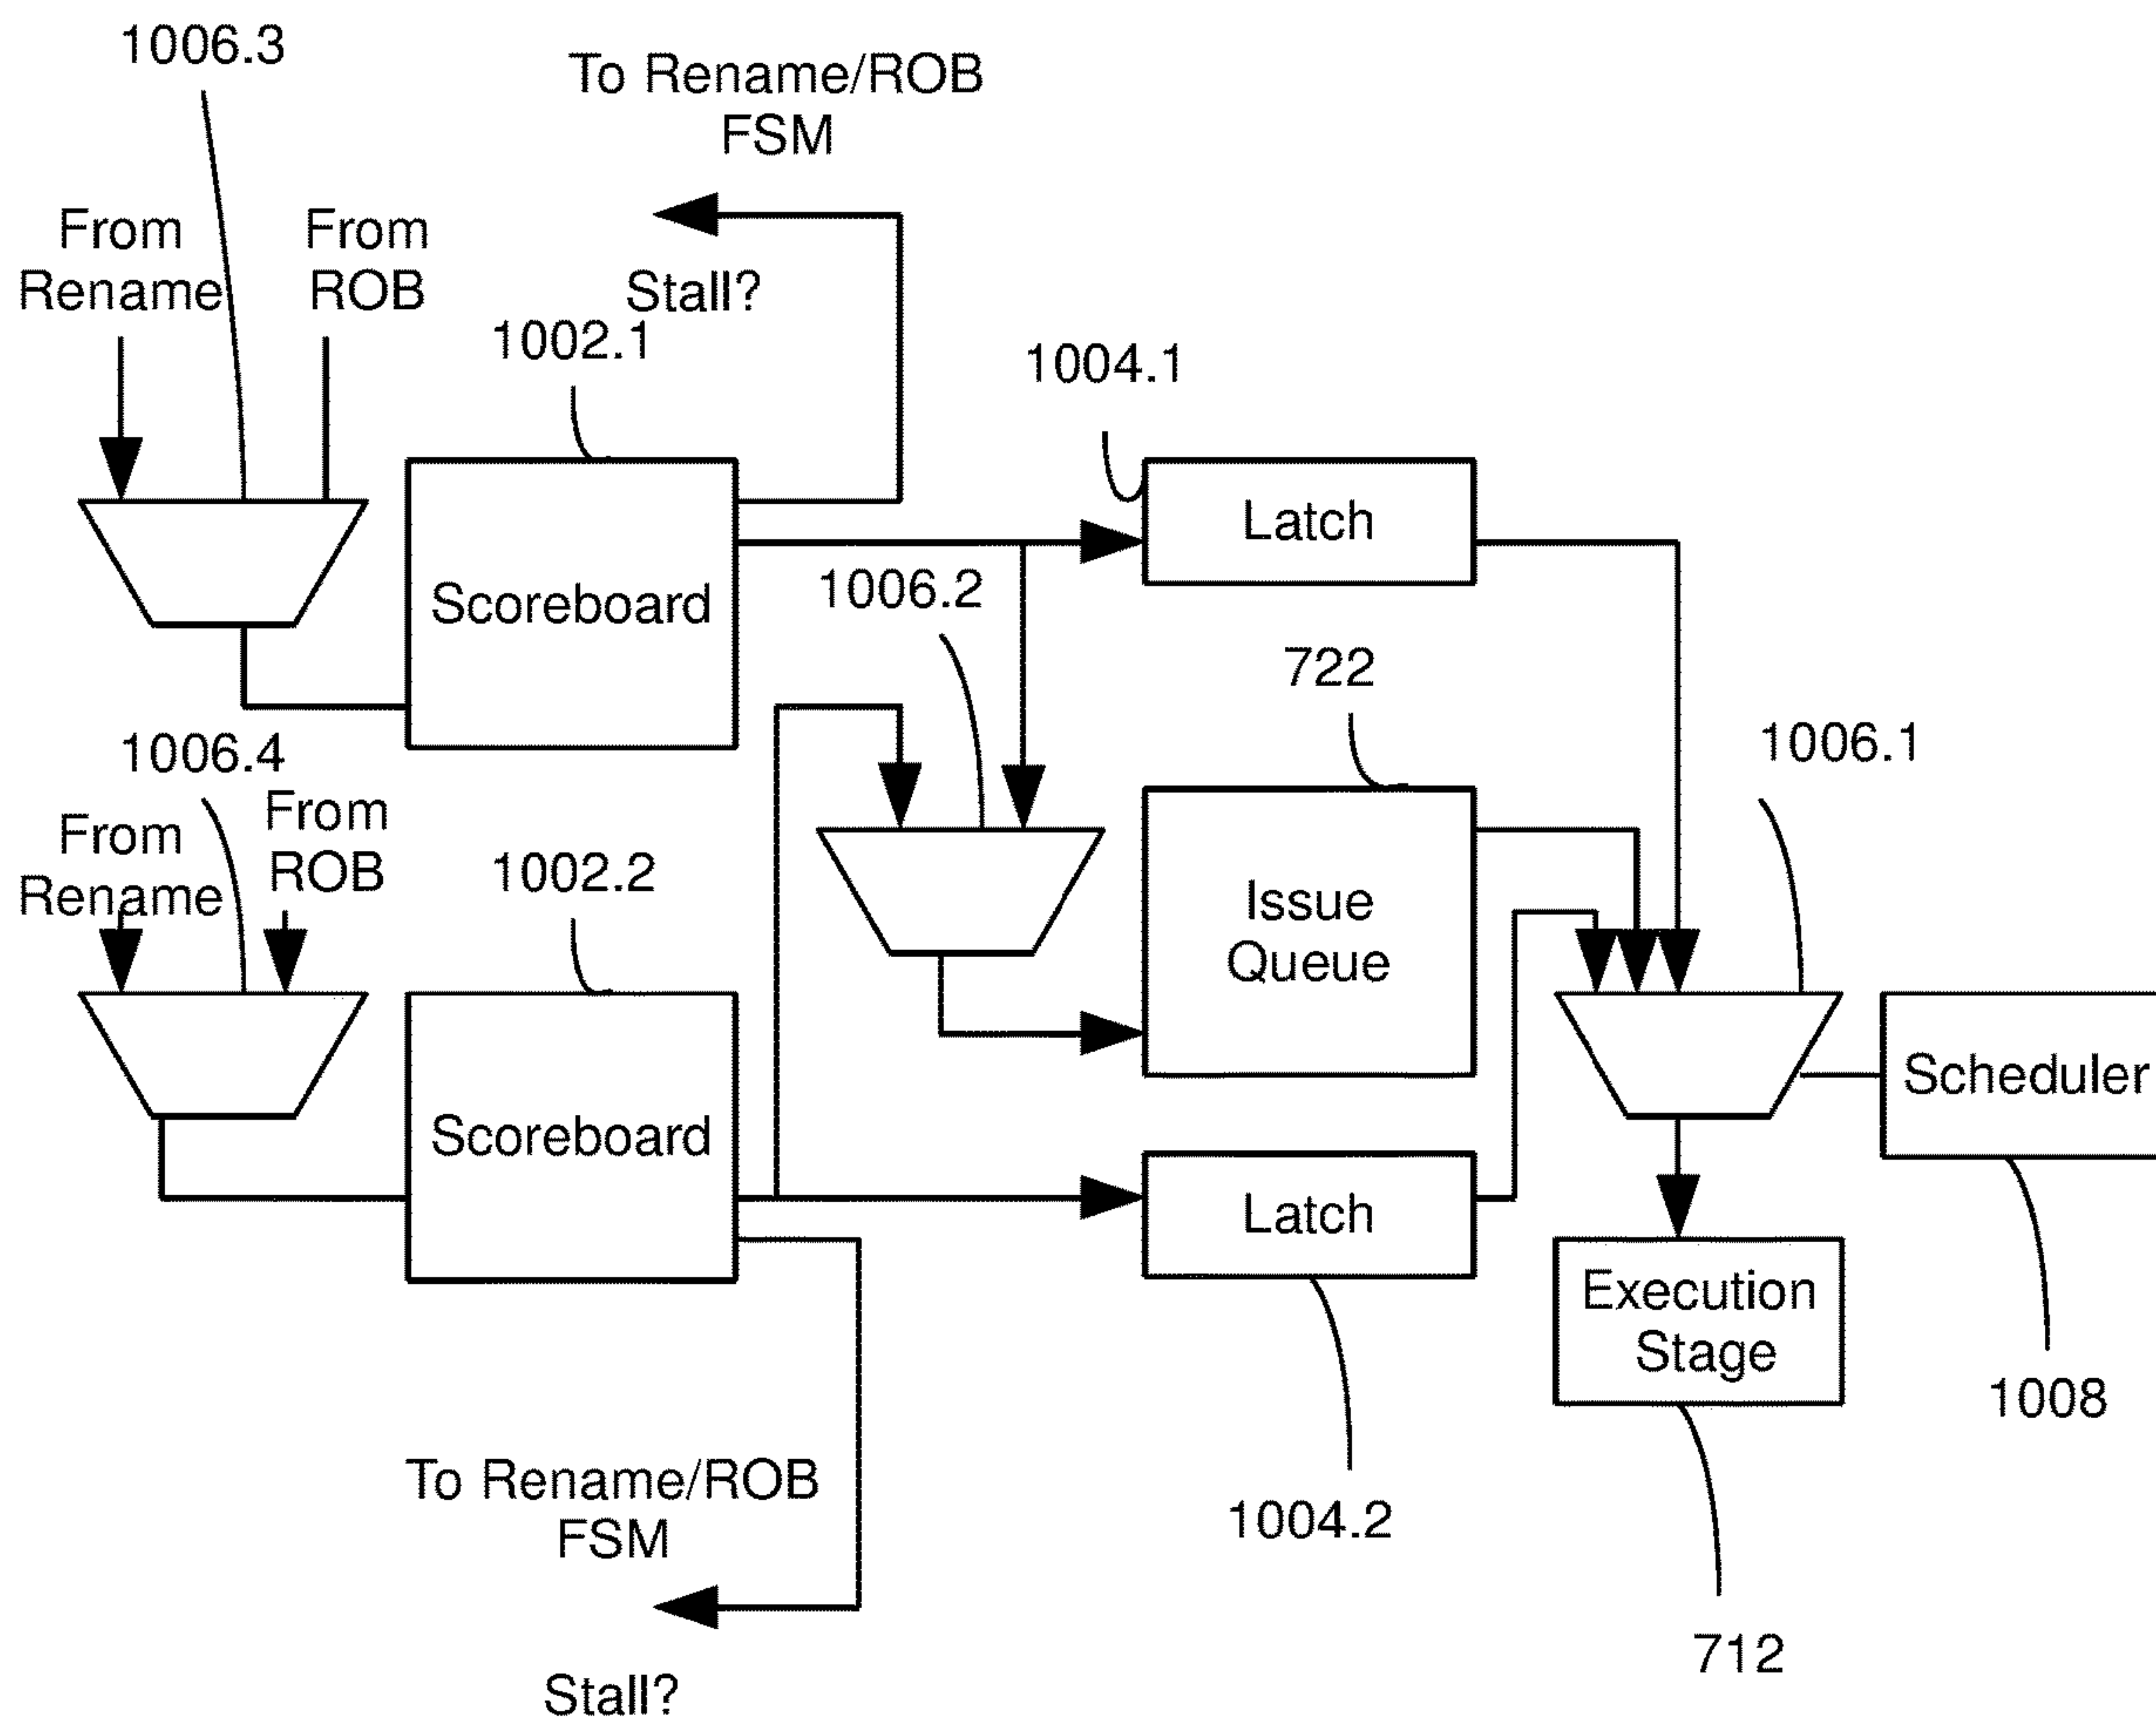 1006.3
To Rename/ROB
FSM
From
Rename
From
ROB
Stall?
1002.1
1004.1
Latch
1006.2
Scoreboard
722
1006.4
1006.1
From
Rename
From
ROB
1002.2
Issue
Queue
Scheduler
Scoreboard
Latch
Execution
Stage
1008
To Rename/ROB
FSM
1004.2
712
Stall?